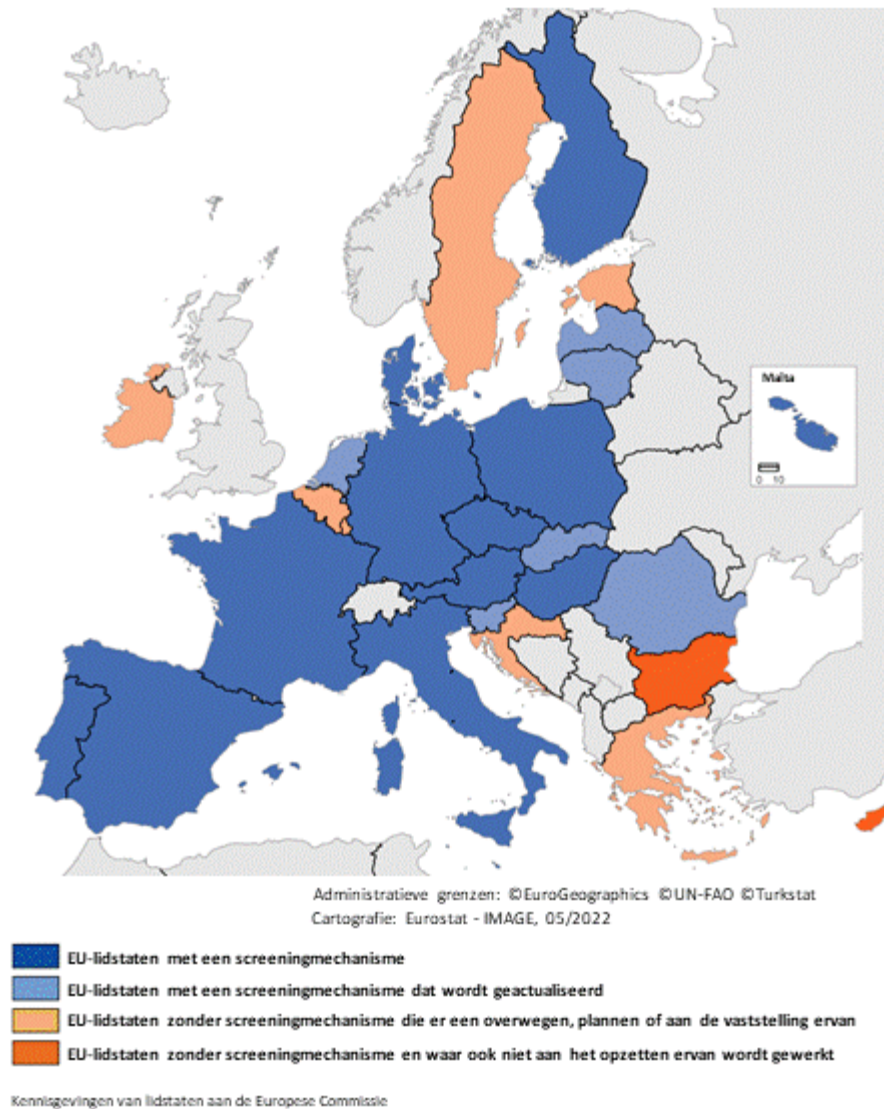 Malta
0 10
Administratieve grenzen: ©EuroGeographics ©UN-FAO ©Turkstat
Cartografie: Eurostat - IMAGE, 05/2022
EU-lidstaten met een screeningmechanisme
EU-lidstaten met een screeningmechanisme dat wordt geactualiseerd
EU-lidstaten zonder screeningmechanisme die er een overwegen, plannen of aan de vaststelling ervan
EU-lidstaten zonder screeningmechanisme en waar ook niet aan het opzetten ervan wordt gewerkt
Kennisgevingen van lidstaten aan de Europese Commissie